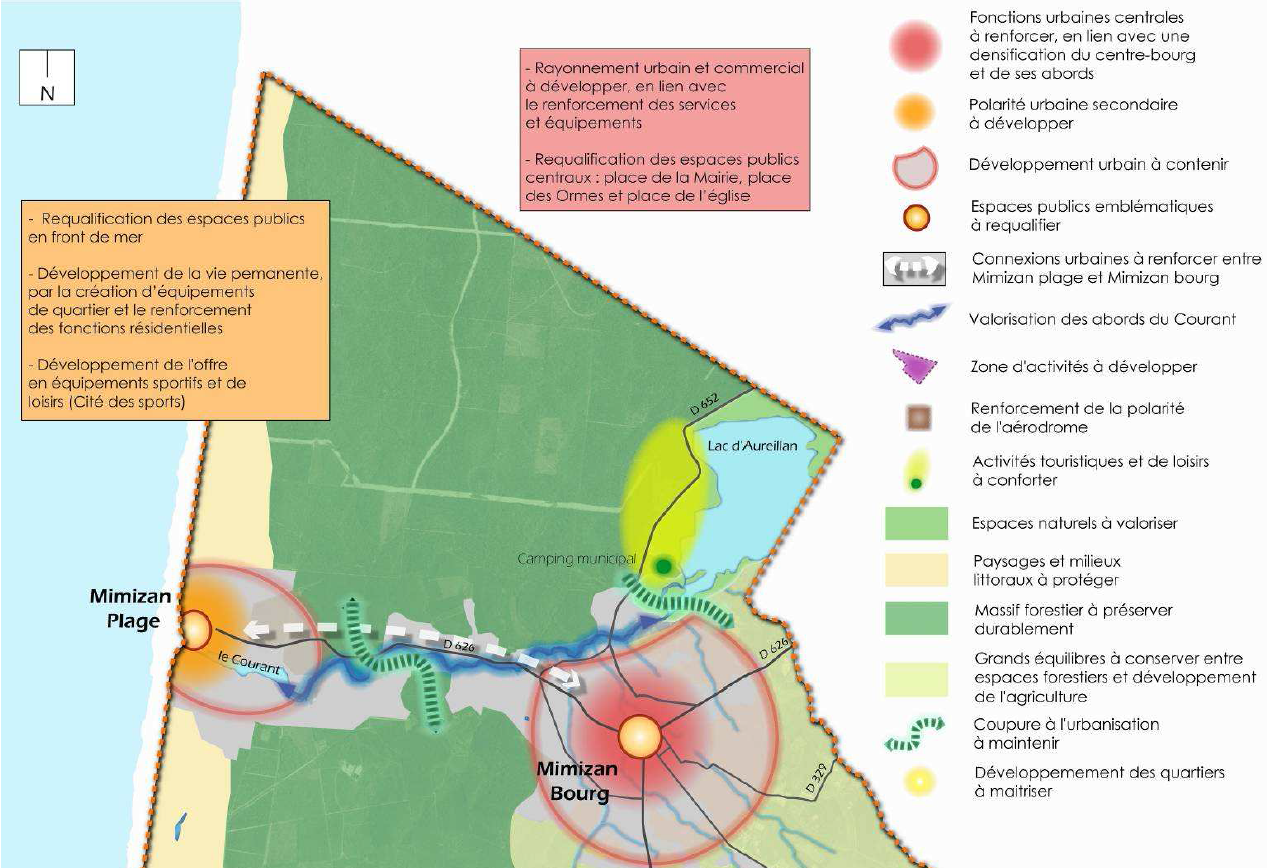 N
- Requalification des espaces publics
en front de mer
- Développement de la vie pemanente,
par la création d'équipements
de quartier et le renforcement
des fonctions résidentielles
- Développement de l'offre
en équipements sportifs et de
loisirs (Cité des sports)
- Rayonnement urbain et commercial
à développer, en lien avec
le renforcement des services
et équipements
- Requalification des espaces publics
centraux : place de la Mairie, place
des Ormes et place de l'église
D 652
Lac d'Aureilian
Camping municipal
Mimizan
Plage
le Courant
D 626
D 626
Mimizan
Bourg
D 329
Fonctions urbaines centrales
à renforcer, en lien avec une
densification du centre-bourg
et de ses abords
Polarité urbaine secondaire
à développer
Développement urbain à contenir
Espaces publics emblématiques
à requalifier
Connexions urbaines à renforcer entre
Mimizan plage et Mimizan bourg
Valorisation des abords du Courant
Zone d'activités à développer
Renforcement de la polarité
de l'aérodrome
Activités touristiques et de loisirs
à conforter
Espaces naturels à valoriser
Paysages et milieux
littoraux à protéger
Massif forestier à préserver
durablement
Grands équilibres à conserver entre
espaces forestiers et développement
de l'agriculture
Coupure à l'urbanisation
à maintenir
Développemement des quartiers
à maitriser